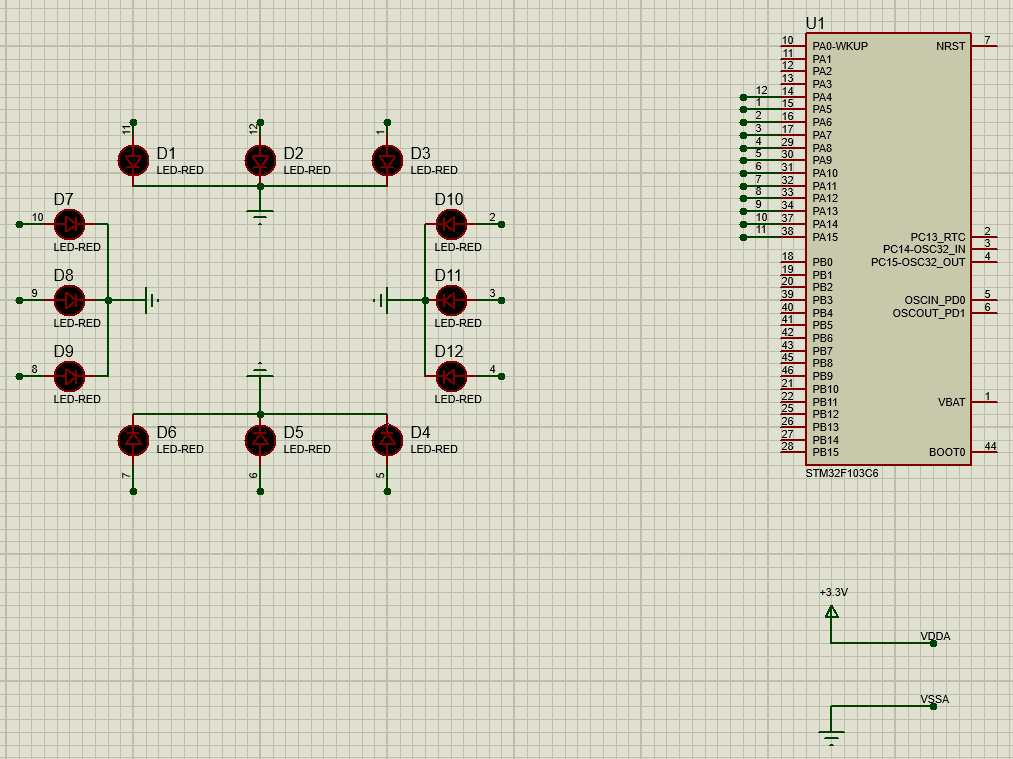 U1
10 PA0-WKUP NRST 7
11 PA1
12 PA2
13 PA3
12 14 PA4
1 15 PA5
2 16 PA6
3 17 PA7
4 29 PA8
5 30 PA9
6 31 PA10
7 32 PA11
8 33 PA12
9 34 PA13
10 37 PA14
11 38 PA15
PC13_RTC 2
PC14-OSC32_IN 3
PC15-OSC32_OUT 4
18 PB0
19 PB1
20 PB2
39 PB3 OSCIN_PD0 5
40 PB4 OSCOUT_PD1 6
41 PB5
42 PB6
43 PB7
45 PB8
46 PB9
21 PB10
22 PB11 VBAT 1
25 PB12
26 PB13
27 PB14
28 PB15 BOOT0 44
STM32F103C6
11 12 1
D1 D2 D3
LED-RED LED-RED LED-RED
D7 D10
10 2
LED-RED LED-RED
D8 D11
9 3
LED-RED LED-RED
D9 D12
8 4
LED-RED LED-RED
D6 D5 D4
LED-RED LED-RED LED-RED
7 6 5
+3.3V
VDDA
VSSA